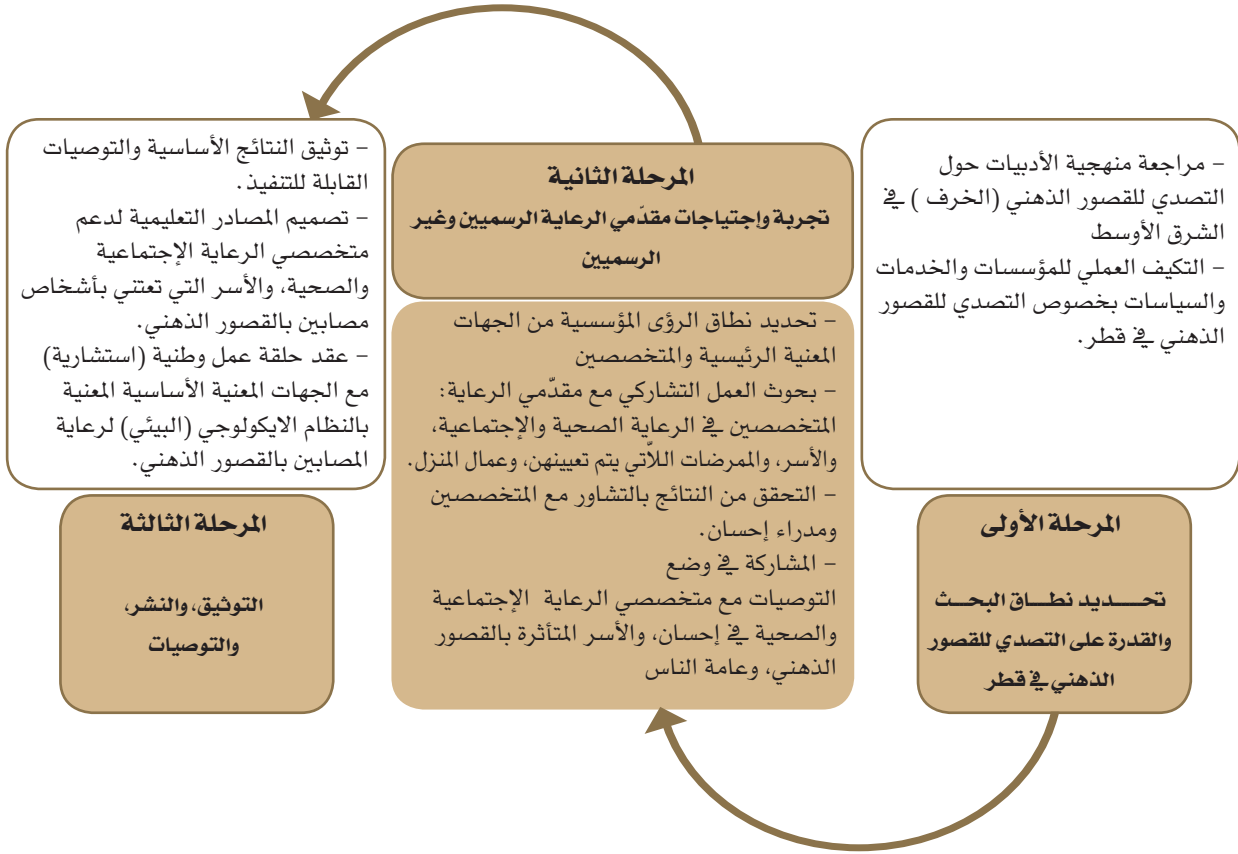 – مراجعة منهجية الأدبيات حول
التصدي للقصور الذهني (الخرف ) في
الشرق الأوسط
– التكيف العملي للمؤسسات والخدمات
والسياسات بخصوص التصدي للقصور
الذهني في قطر.
المرحلة الأولى
تحـــــديد نطـــاق البحـــث
والقدرة على التصدي للقصور
الذهني في قطر
المرحلة الثانية
تجربة وإحتياجات مقدّمي الرعاية الرسميين وغير
الرسميين
– تحديد نطاق الرؤى المؤسسية من الجهات
المعنية الرئيسية والمتخصصين
– بحوث العمل التشاركي مع مقدّمي الرعاية:
المتخصصين في الرعاية الصحية والإجتماعية،
والأسر، والممرضات اللاّتي يتم تعيينهن، وعمال المنزل.
– التحقق من النتائج بالتشاور مع المتخصصين
ومدراء إحسان.
– المشاركة في وضع
التوصيات مع متخصصي الرعاية الإجتماعية
والصحية في إحسان، والأسر المتأثرة بالقصور
الذهني، وعامة الناس
– توثيق النتائج الأساسية والتوصيات
القابلة للتنفيذ.
– تصميم المصادر التعليمية لدعم
متخصصي الرعاية الإجتماعية
والصحية، والأسر التي تعتني بأشخاص
مصابين بالقصور الذهني.
– عقد حلقة عمل وطنية (استشارية)
مع الجهات المعنية الأساسية المعنية
بالنظام الايكولوجي (البيئي) لرعاية
المصابين بالقصور الذهني.
المرحلة الثالثة
التوثيق، والنشر،
والتوصيات